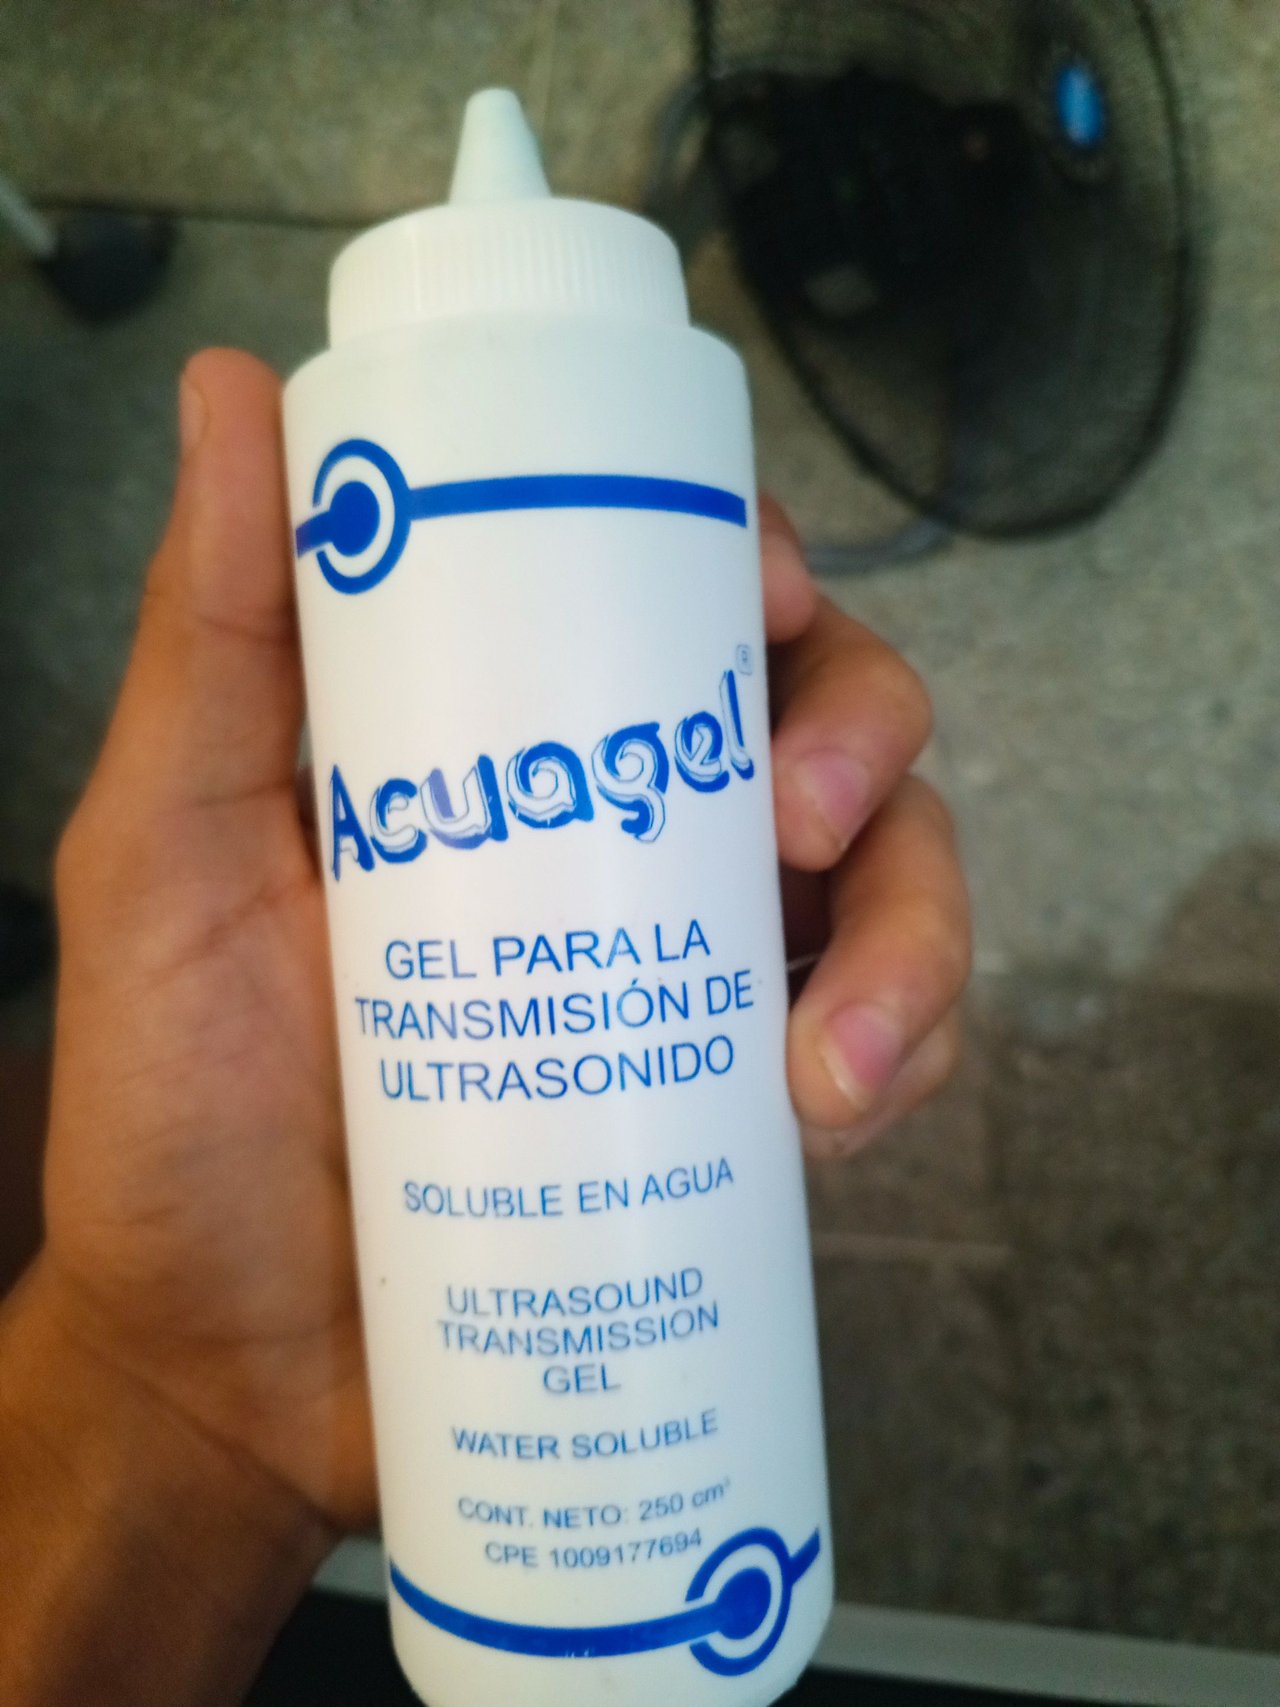 Acuagel®
GEL PARA LA
TRANSMISIÓN DE
ULTRASONIDO
SOLUBLE EN AGUA
ULTRASOUND
TRANSMISSION
GEL
WATER SOLUBLE
CONT. NETO: 250 cm³
CPE 1009177694